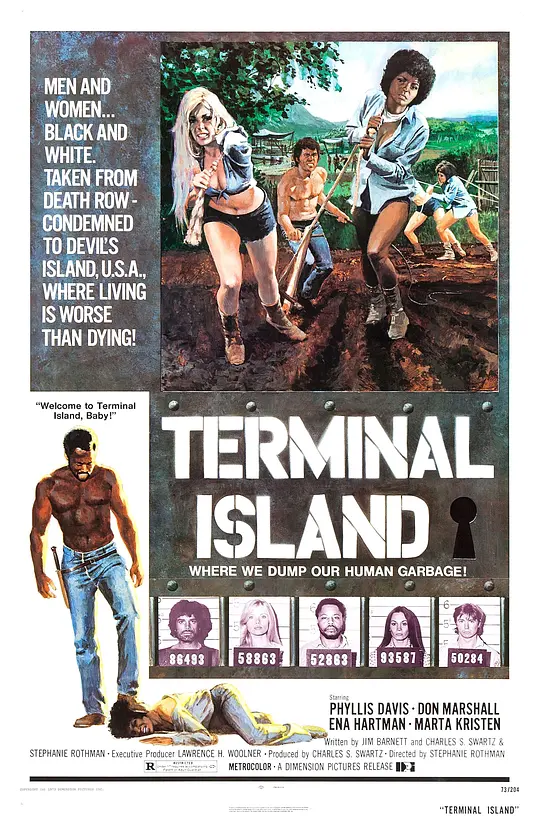 MEN AND
WOMEN...
BLACK AND
WHITE.
TAKEN FROM
DEATH ROW-
CONDEMNED
TO DEVIL'S
ISLAND, U.S.A.,
WHERE LIVING
IS WORSE
THAN DYING!
"Welcome to Terminal
Island, Baby!"
TERMINAL
ISLAND
WHERE WE DUMP OUR HUMAN GARBAGE!
86493
58863
52863
93587
50284
Starring
PHYLLIS DAVIS · DON MARSHALL
ENA HARTMAN · MARTA KRISTEN
Written by JIM BARNETT and CHARLES S. SWARTZ &
STEPHANIE ROTHMAN · Executive Producer LAWRENCE H. WOOLNER · Produced by CHARLES S. SWARTZ · Directed by STEPHANIE ROTHMAN
R RESTRICTED
METROCOLOR · A DIMENSION PICTURES RELEASE
73/204
"TERMINAL ISLAND"